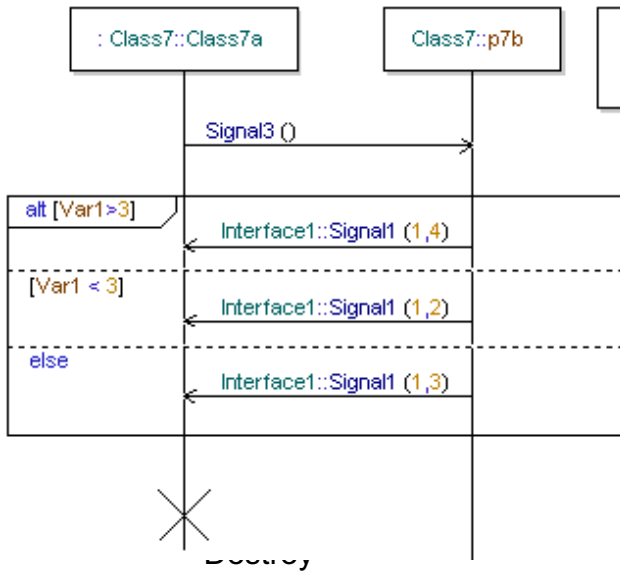 : Class7::Class7a
Class7::p7b
Signal3 ()
alt [Var1>3]
Interface1::Signal1 (1,4)
[Var1 < 3]
Interface1::Signal1 (1,2)
else
Interface1::Signal1 (1,3)
Destroy